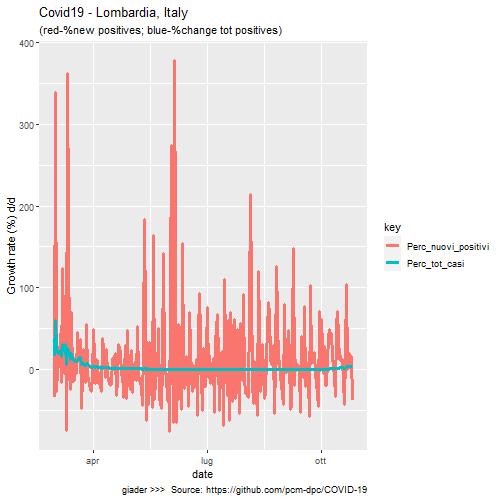 Covid19 - Lombardia, Italy
(red-%new positives; blue-%change tot positives)
Growth rate (%) d/d
400
300
200
100
0
apr
lug
ott
date
key
Perc_nuovi_positivi
Perc_tot_casi
giader >>> Source: https://github.com/pcm-dpc/COVID-19